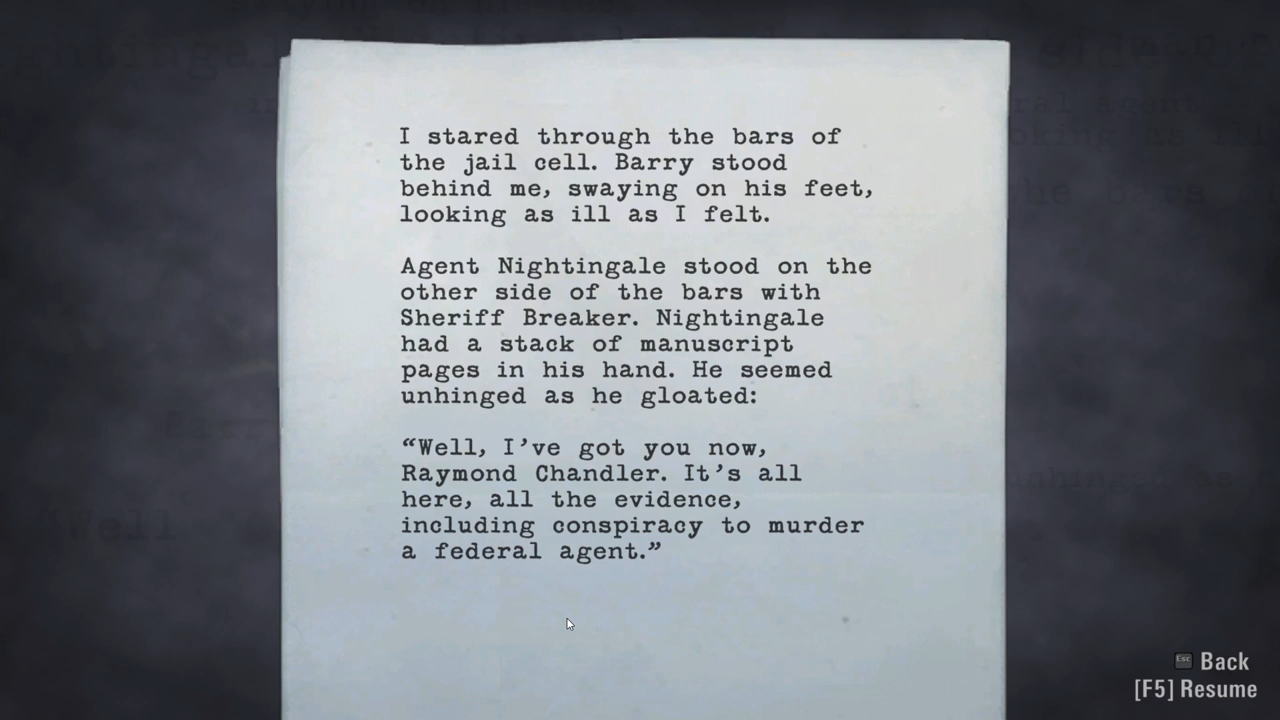 I stared through the bars of
the jail cell. Barry stood
behind me, swaying on his feet,
looking as ill as I felt.
Agent Nightingale stood on the
other side of the bars with
Sheriff Breaker. Nightingale
had a stack of manuscript
pages in his hand. He seemed
unhinged as he gloated:
“Well, I’ve got you now,
Raymond Chandler. It’s all
here, all the evidence,
including conspiracy to murder
a federal agent.”
Esc Back
[F5] Resume